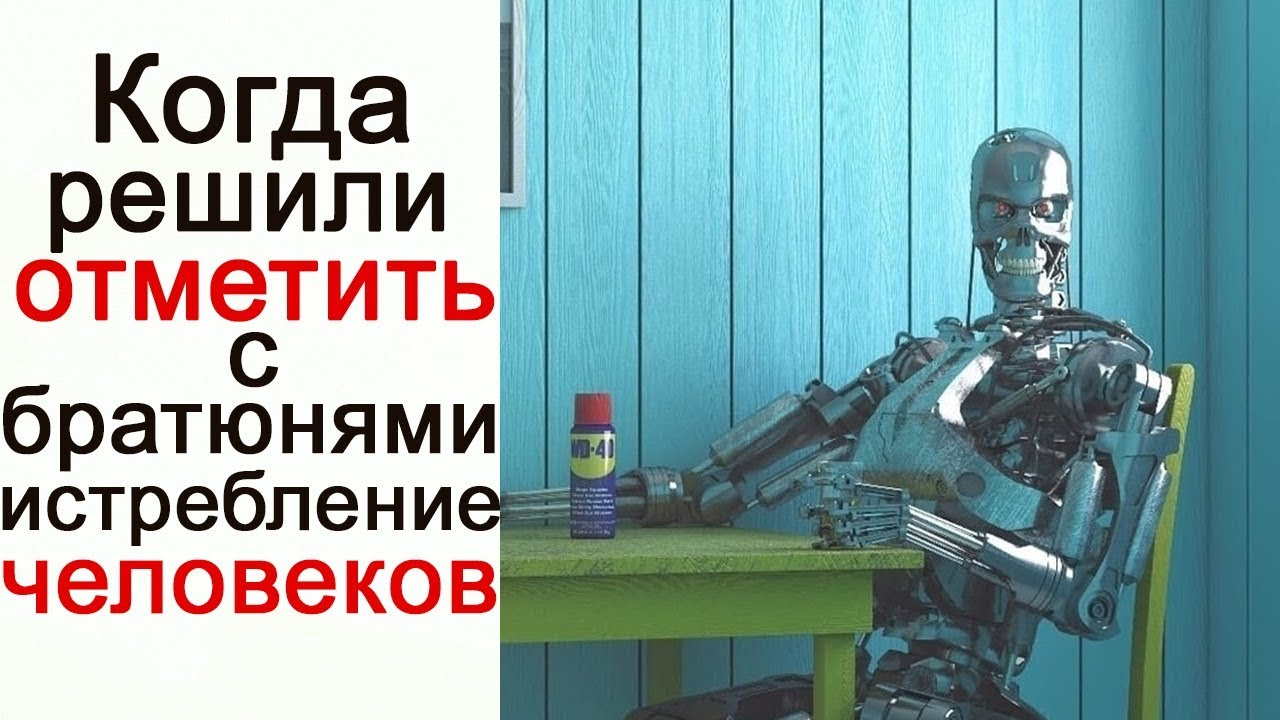 Когда
решили
отметить
с
братюнями
истребление
человеков
WD-40